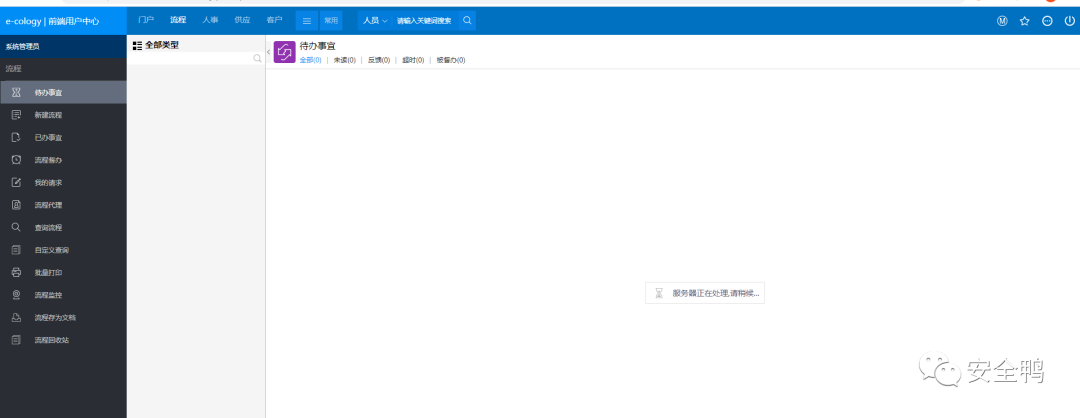 e-cology | 前端用户中心 门户 流程 人事 供应 客户 常用 人员 请输入关键词搜索
系统管理员
全部类型
流程
待办事宜
全部(0) | 未读(0) | 反馈(0) | 超时(0) | 被督办(0)
待办事宜
新建流程
已办事宜
流程督办
我的请求
流程代理
查询流程
自定义查询
批量打印
流程监控
流程存为文档
流程回收站
服务器正在处理,请稍候...
安全鸭